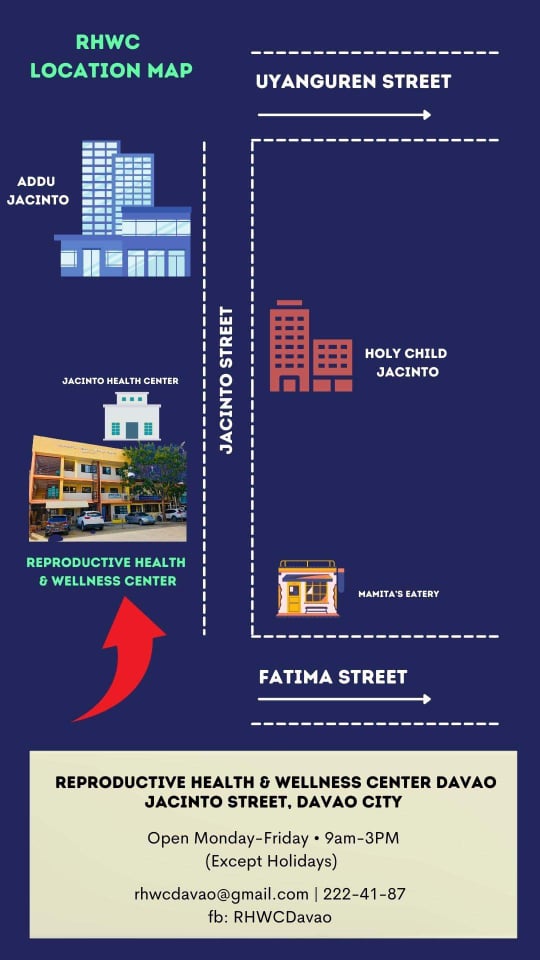 RHWC
LOCATION MAP
UYANGUREN STREET
ADDU
JACINTO
JACINTO STREET
HOLY CHILD
JACINTO
JACINTO HEALTH CENTER
REPRODUCTIVE HEALTH
& WELLNESS CENTER
MAMITA'S EATERY
FATIMA STREET
REPRODUCTIVE HEALTH & WELLNESS CENTER DAVAO
JACINTO STREET, DAVAO CITY
Open Monday-Friday • 9am-3PM
(Except Holidays)
rhwcdavao@gmail.com | 222-41-87
fb: RHWCDavao